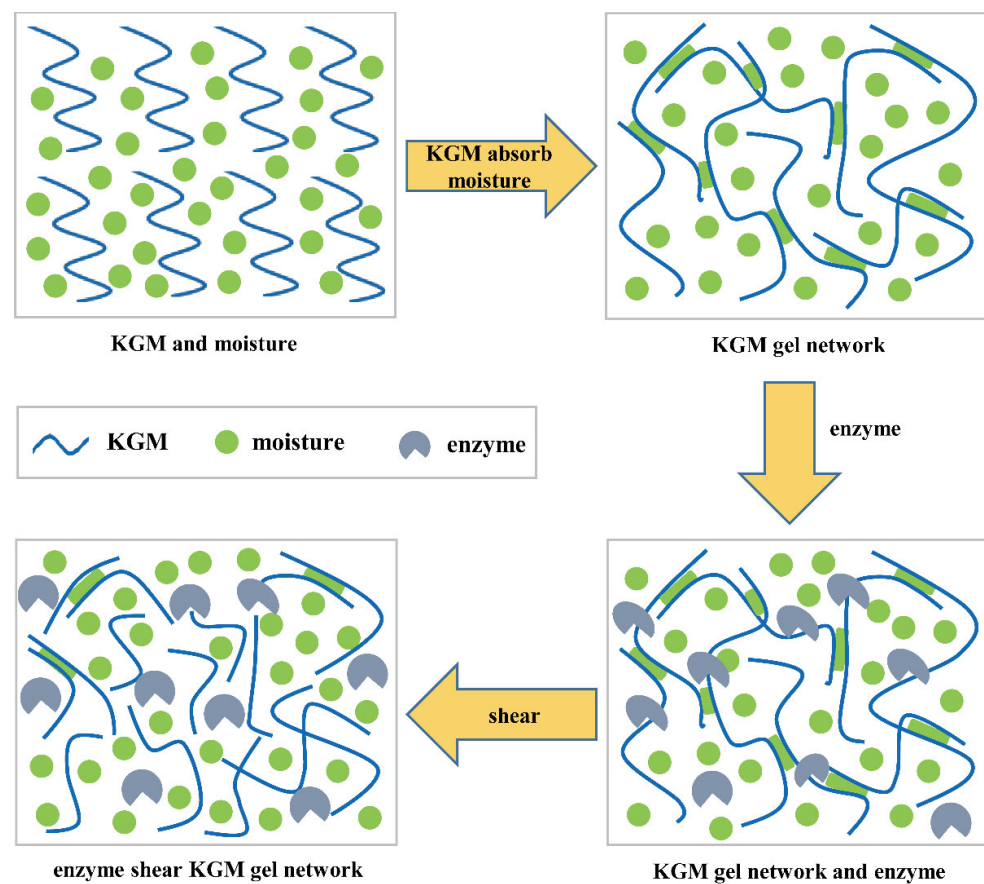 KGM absorb
moisture
KGM and moisture
KGM gel network
KGM
moisture
enzyme
enzyme
shear
enzyme shear KGM gel network
KGM gel network and enzyme